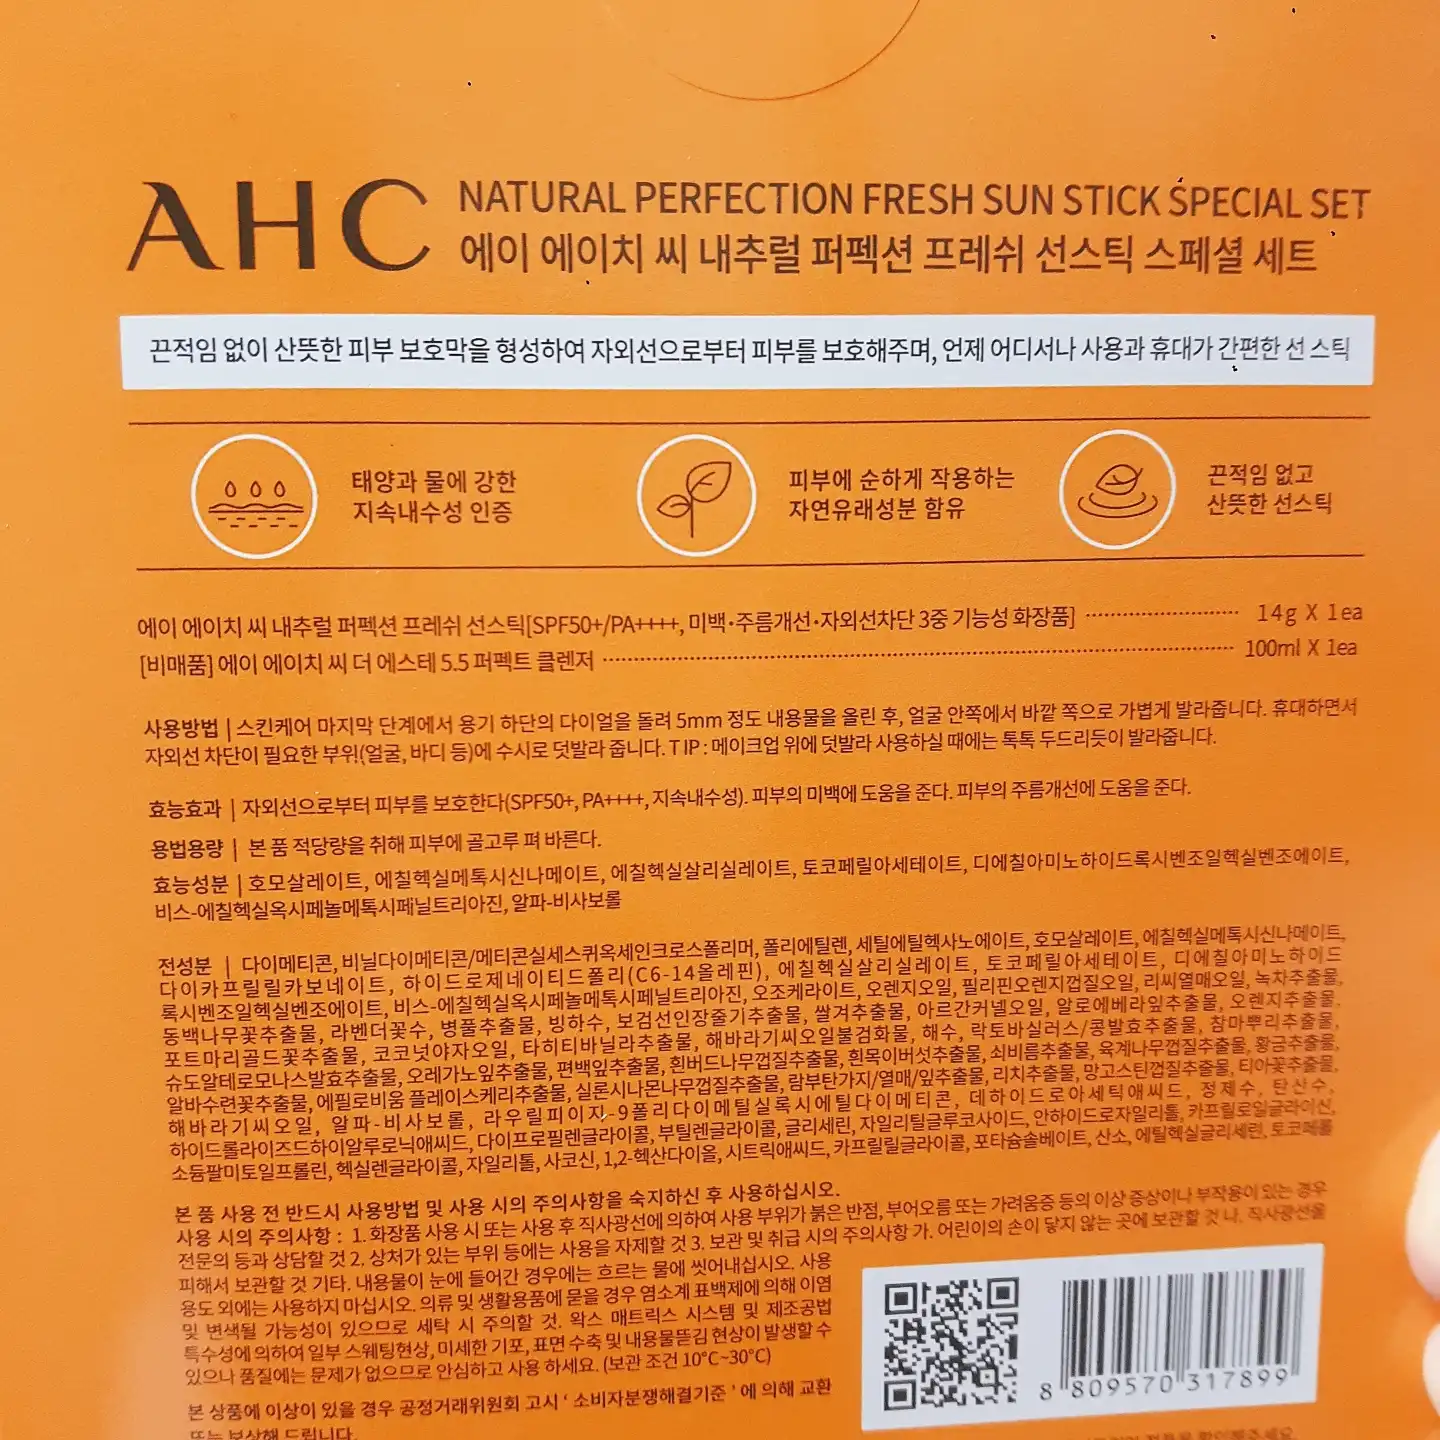 AHC
NATURAL PERFECTION FRESH SUN STICK SPECIAL SET
에이 에이치 씨 내추럴 퍼펙션 프레쉬 선스틱 스페셜 세트
끈적임 없이 산뜻한 피부 보호막을 형성하여 자외선으로부터 피부를 보호해주며, 언제 어디서나 사용과 휴대가 간편한 선 스틱
태양과 물에 강한
지속내수성 인증
피부에 순하게 작용하는
자연유래성분 함유
끈적임 없고
산뜻한 선스틱
에이 에이치 씨 내추럴 퍼펙션 프레쉬 선스틱[SPF50+/PA++++, 미백·주름개선·자외선차단 3중 기능성 화장품] 14g X 1ea
[비매품] 에이 에이치 씨 더 에스테 5.5 퍼펙트 클렌저 100ml X 1ea
사용방법 | 스킨케어 마지막 단계에서 용기 하단의 다이얼을 돌려 5mm 정도 내용물을 올린 후, 얼굴 안쪽에서 바깥 쪽으로 가볍게 발라줍니다. 휴대하면서
자외선 차단이 필요한 부위(얼굴, 바디 등)에 수시로 덧발라 줍니다. T IP : 메이크업 위에 덧발라 사용하실 때에는 톡톡 두드리듯이 발라줍니다.
효능효과 | 자외선으로부터 피부를 보호한다(SPF50+, PA++++, 지속내수성). 피부의 미백에 도움을 준다. 피부의 주름개선에 도움을 준다.
용법용량 | 본 품 적당량을 취해 피부에 골고루 펴 바른다.
효능성분 | 호모살레이트, 에칠헥실메톡시신나메이트, 에칠헥실살리실레이트, 토코페릴아세테이트, 디에칠아미노하이드록시벤조일헥실벤조에이트,
비스-에칠헥실옥시페놀메톡시페닐트리아진, 알파-비사보롤
전성분 | 다이메티콘, 비닐다이메티콘/메티콘실세스퀴옥세인크로스폴리머, 폴리에틸렌, 세틸에틸헥사노에이트, 호모살레이트, 에칠헥실메톡시신나메이트,
다이카프릴릴카보네이트, 하이드로제네이티드폴리(C6-14올레핀), 에칠헥실살리실레이트, 토코페릴아세테이트, 디에칠아미노하이드
록시벤조일헥실벤조에이트, 비스-에칠헥실옥시페놀메톡시페닐트리아진, 오조케라이트, 오렌지오일, 필리핀오렌지껍질오일, 리씨열매오일, 녹차추출물,
동백나무꽃추출물, 라벤더꽃수, 병풀추출물, 빙하수, 보검선인장줄기추출물, 쌀겨추출물, 아르간커넬오일, 알로에베라잎추출물, 오렌지추출물,
포트마리골드꽃추출물, 코코넛야자오일, 타히티바닐라추출물, 해바라기씨오일불검화물, 해수, 락토바실러스/콩발효추출물, 참마뿌리추출물,
슈도알테로모나스발효추출물, 오레가노잎추출물, 편백잎추출물, 흰버드나무껍질추출물, 흰목이버섯추출물, 쇠비름추출물, 육계나무껍질추출물, 황금추출물,
알바수련꽃추출물, 에필로비움 플레이스케리추출물, 실론시나몬나무껍질추출물, 람부탄가지/열매/잎추출물, 리치추출물, 망고스틴껍질추출물, 티아레꽃추출물,
해바라기씨오일, 알파-비사보롤, 라우릴피이지-9폴리다이메틸실록시에틸다이메티콘, 데하이드로아세틱애씨드, 정제수, 탄산수,
하이드롤라이즈드하이알루로닉애씨드, 다이프로필렌글라이콜, 부틸렌글라이콜, 글리세린, 자일리틸글루코사이드, 안하이드로자일리톨, 카프릴로일글라이신,
소듐팔미토일프롤린, 헥실렌글라이콜, 자일리톨, 사코신, 1,2-헥산다이올, 시트릭애씨드, 카프릴릴글라이콜, 포타슘솔베이트, 산소, 에틸헥실글리세린, 토코페롤
본 품 사용 전 반드시 사용방법 및 사용 시의 주의사항을 숙지하신 후 사용하십시오.
사용 시의 주의사항 : 1. 화장품 사용 시 또는 사용 후 직사광선에 의하여 사용 부위가 붉은 반점, 부어오름 또는 가려움증 등의 이상 증상이나 부작용이 있는 경우
전문의 등과 상담할 것 2. 상처가 있는 부위 등에는 사용을 자제할 것 3. 보관 및 취급 시의 주의사항 가. 어린이의 손이 닿지 않는 곳에 보관할 것 나. 직사광선을
피해서 보관할 것 기타. 내용물이 눈에 들어간 경우에는 흐르는 물에 씻어내십시오. 사용
용도 외에는 사용하지 마십시오. 의류 및 생활용품에 묻을 경우 염소계 표백제에 의해 이염
및 변색될 가능성이 있으므로 세탁 시 주의할 것. 왁스 매트릭스 시스템 및 제조공법
특수성에 의하여 일부 스웨팅현상, 미세한 기포, 표면 수축 및 내용물뜯김 현상이 발생할 수
있으나 품질에는 문제가 없으므로 안심하고 사용 하세요. (보관 조건 10°C~30°C)
본 상품에 이상이 있을 경우 공정거래위원회 고시 ' 소비자분쟁해결기준 ' 에 의해 교환
또는 보상해 드립니다.
8 809570 317899